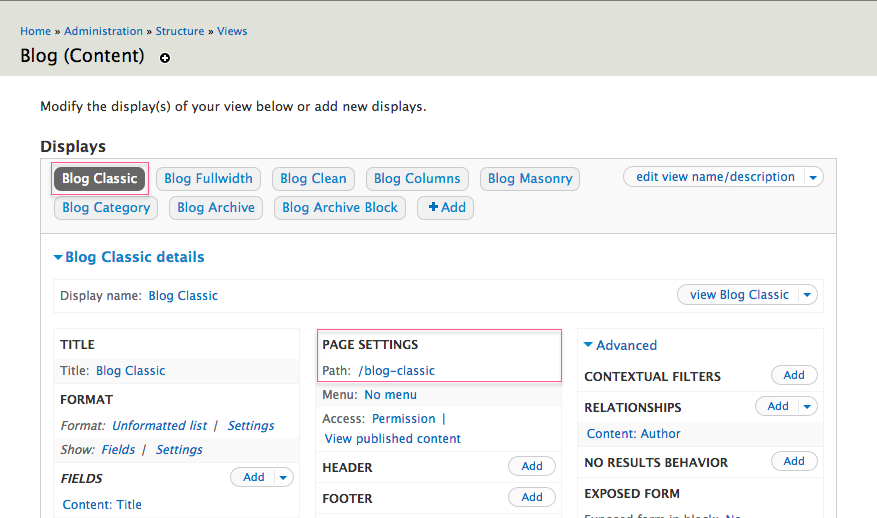 Home » Administration » Structure » Views
Blog (Content)
Modify the display(s) of your view below or add new displays.
Displays
Blog Classic Blog Fullwidth Blog Clean Blog Columns Blog Masonry edit view name/description
Blog Category Blog Archive Blog Archive Block +Add
Blog Classic details
Display name: Blog Classic view Blog Classic
TITLE
Title: Blog Classic
FORMAT
Format: Unformatted list | Settings
Show: Fields | Settings
FIELDS Add
Content: Title
PAGE SETTINGS
Path: /blog-classic
Menu: No menu
Access: Permission |
View published content
HEADER Add
FOOTER Add
Advanced
CONTEXTUAL FILTERS Add
RELATIONSHIPS Add
Content: Author
NO RESULTS BEHAVIOR Add
EXPOSED FORM
Exposed form in block: No